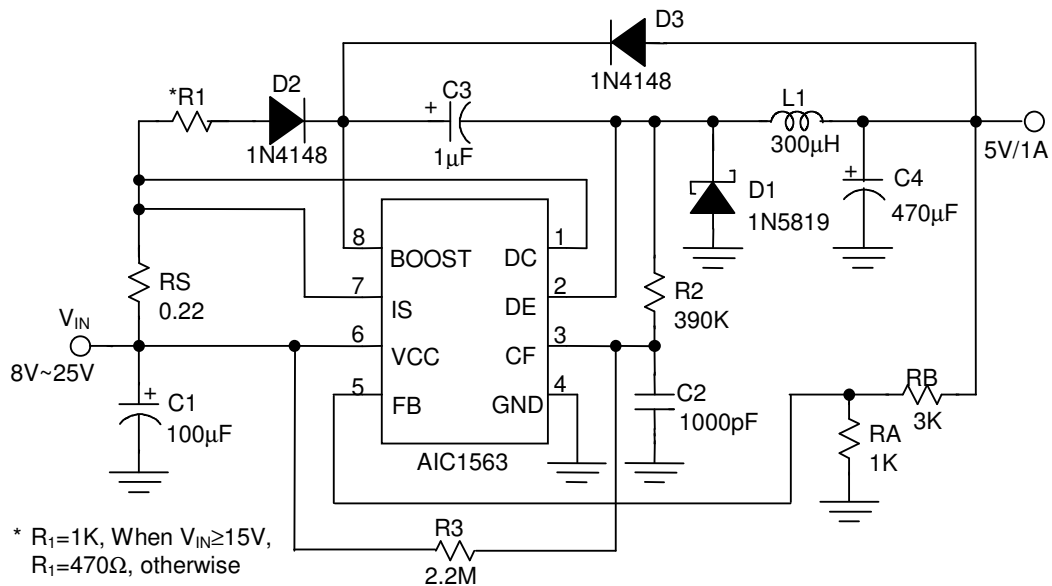 D3
1N4148
*R1
D2
1N4148
C3
+
1µF
L1
300µH
5V/1A
D1
1N5819
+
C4
470µF
8
BOOST
DC
1
7
IS
DE
2
6
VCC
CF
3
5
FB
GND
4
AIC1563
RS
0.22
VIN
8V~25V
+
C1
100µF
R2
390K
C2
1000pF
RB
3K
RA
1K
R3
2.2M
* R1=1K, When VIN≥15V,
R1=470Ω, otherwise